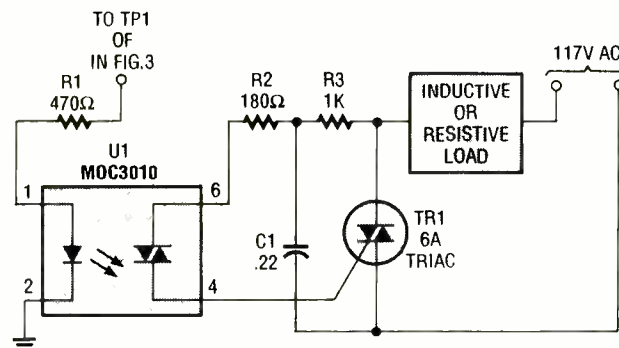 TO TP1
OF
IN FIG.3
R1
470Ω
R2
180Ω
R3
1K
117V AC
INDUCTIVE
OR
RESISTIVE
LOAD
U1
MOC3010
1
6
2
4
C1
.22
TR1
6A
TRIAC